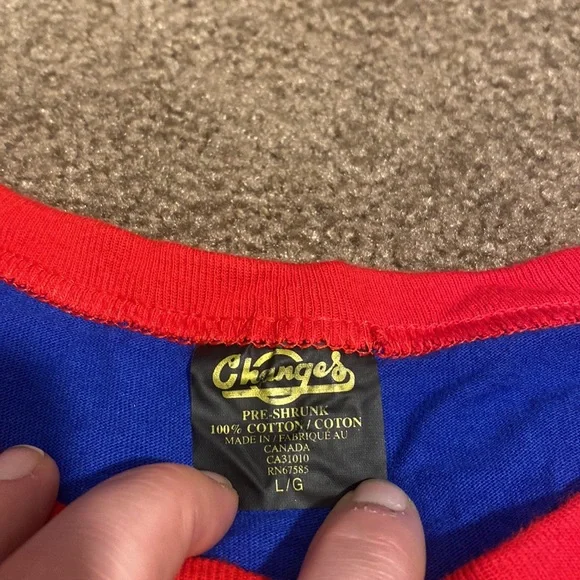 Changes
PRE-SHRUNK
100% COTTON / COTON
MADE IN / FABRIQUÉ AU
CANADA
CA31010
RN67585
L/G